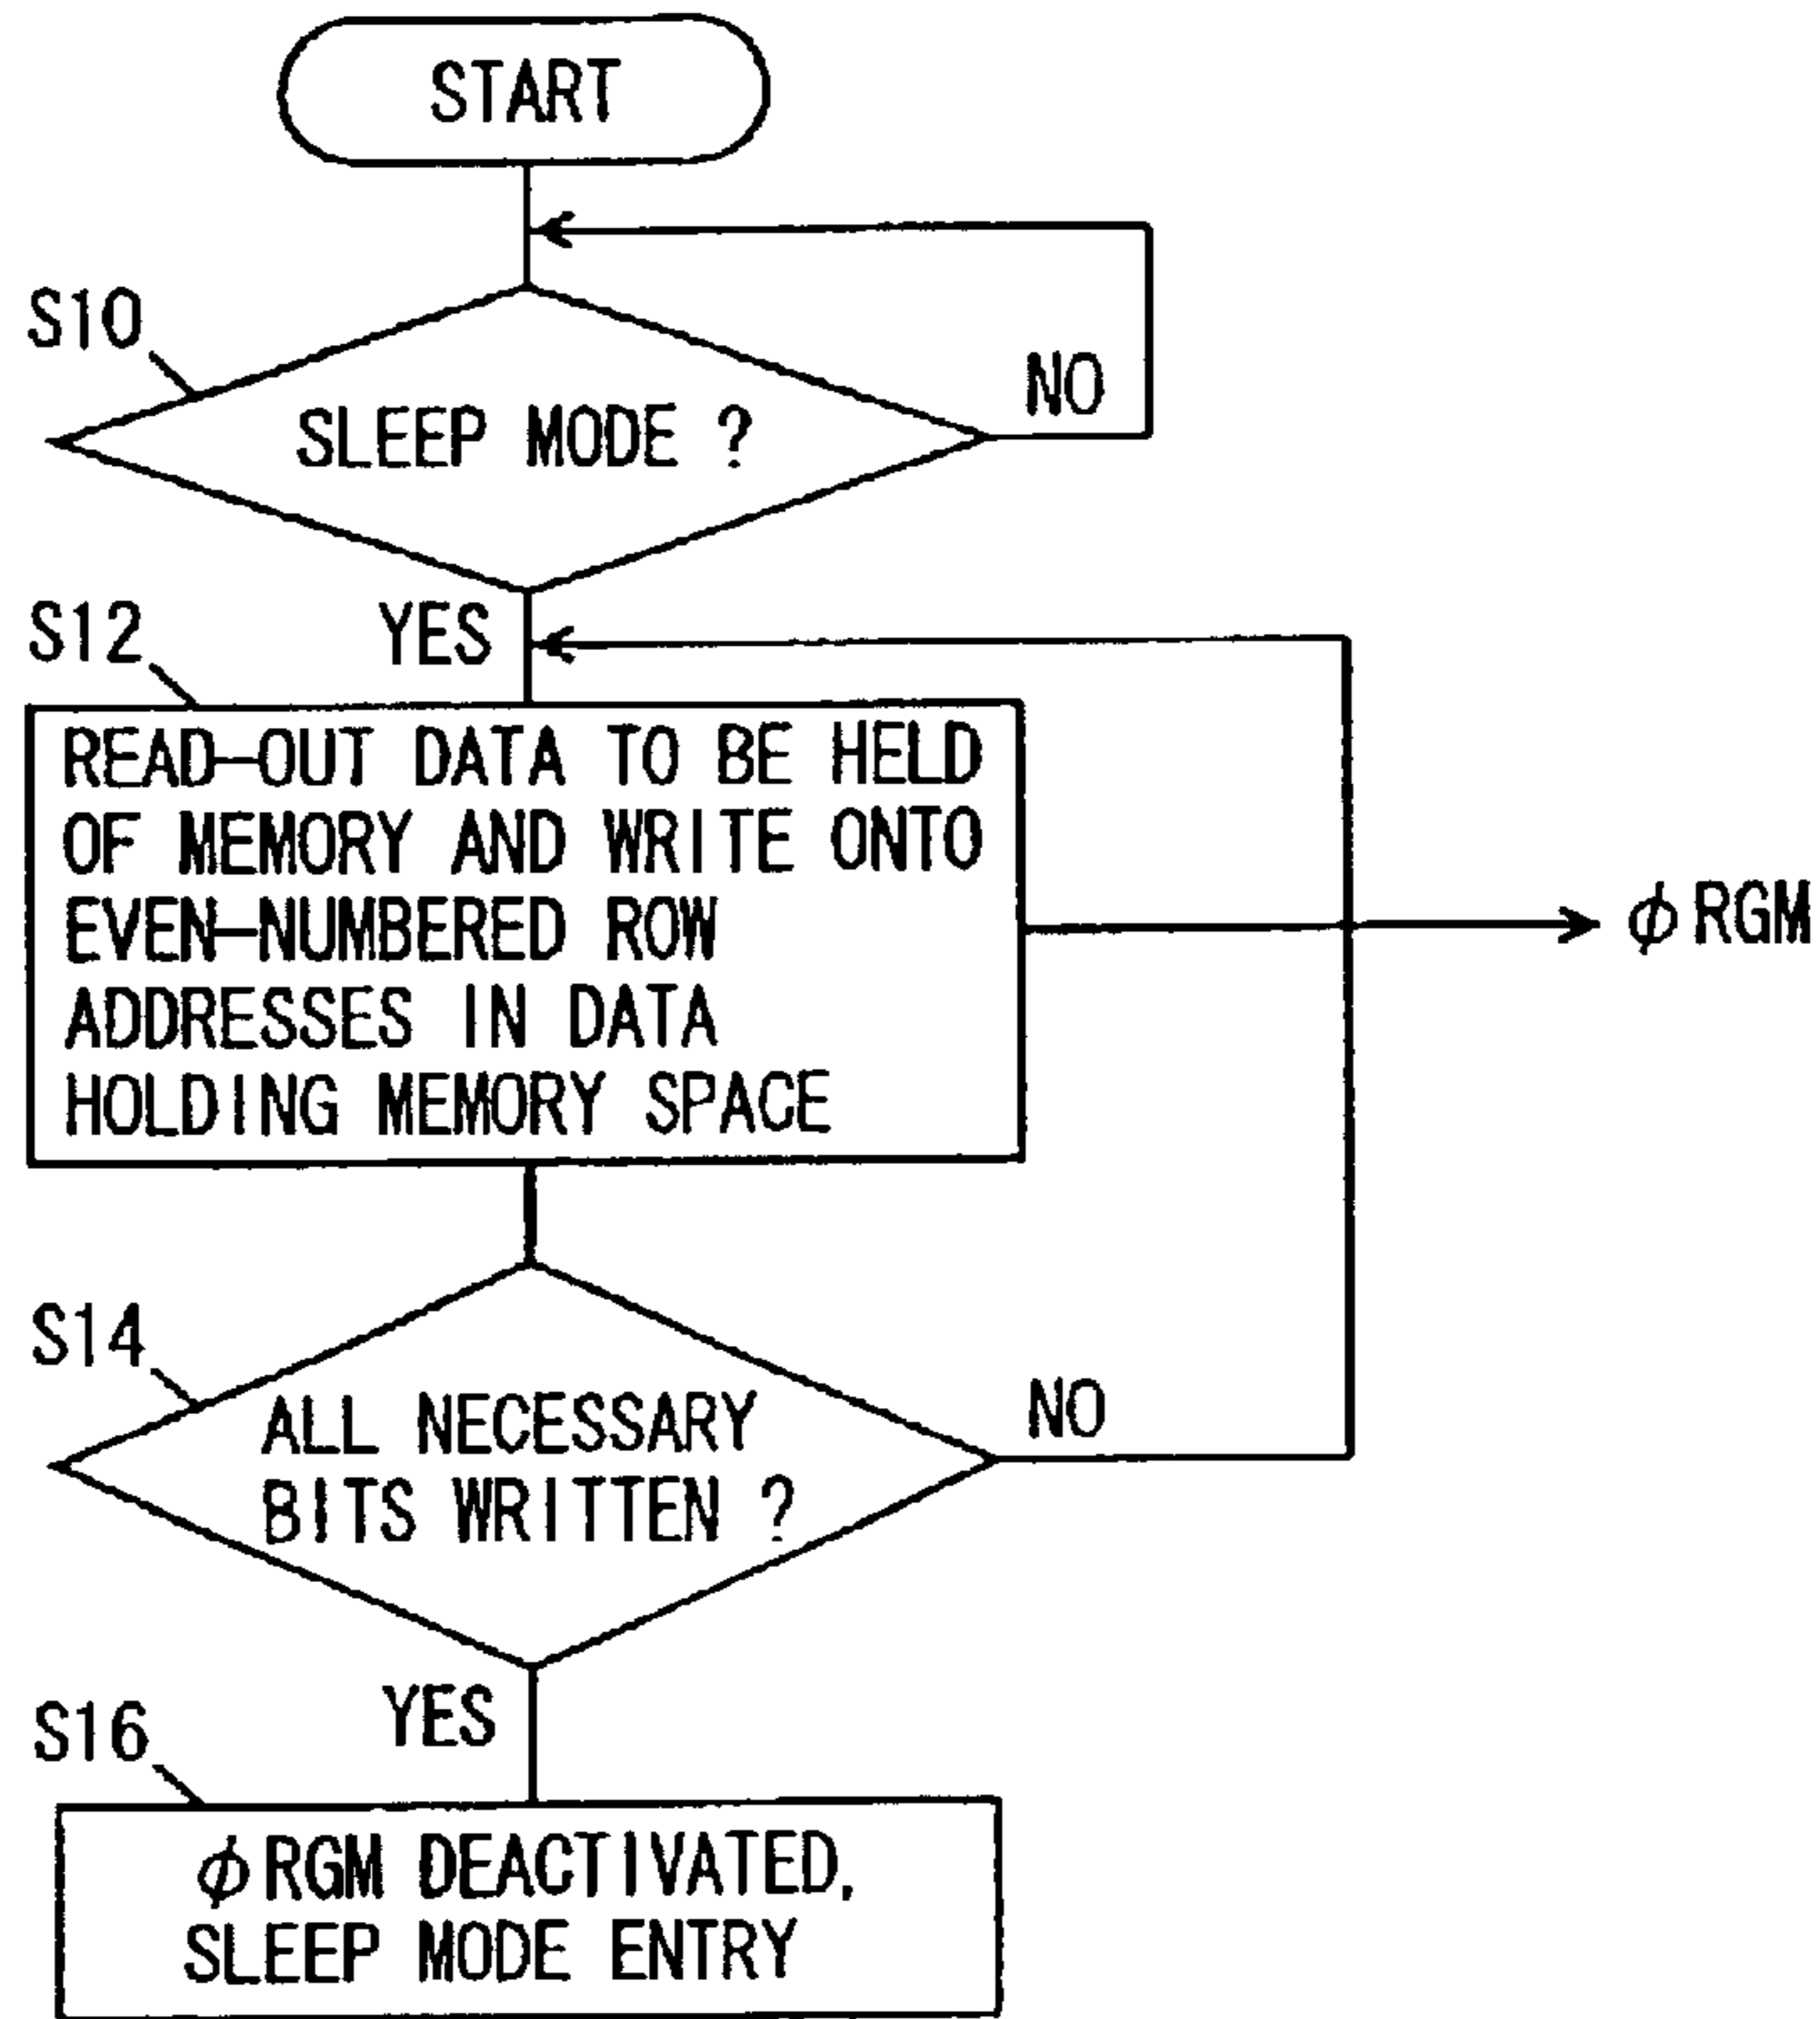 START
S10
NO
SLEEP MODE ?
S12
YES
READ-OUT DATA TO BE HELD
OF MEMORY AND WRITE ONTO
EVEN-NUMBERED ROW
ADDRESSES IN DATA
HOLDING MEMORY SPACE
φ RGM
S14
NO
ALL NECESSARY
BITS WRITTEN ?
YES
S16
φ RGM DEACTIVATED,
SLEEP MODE ENTRY